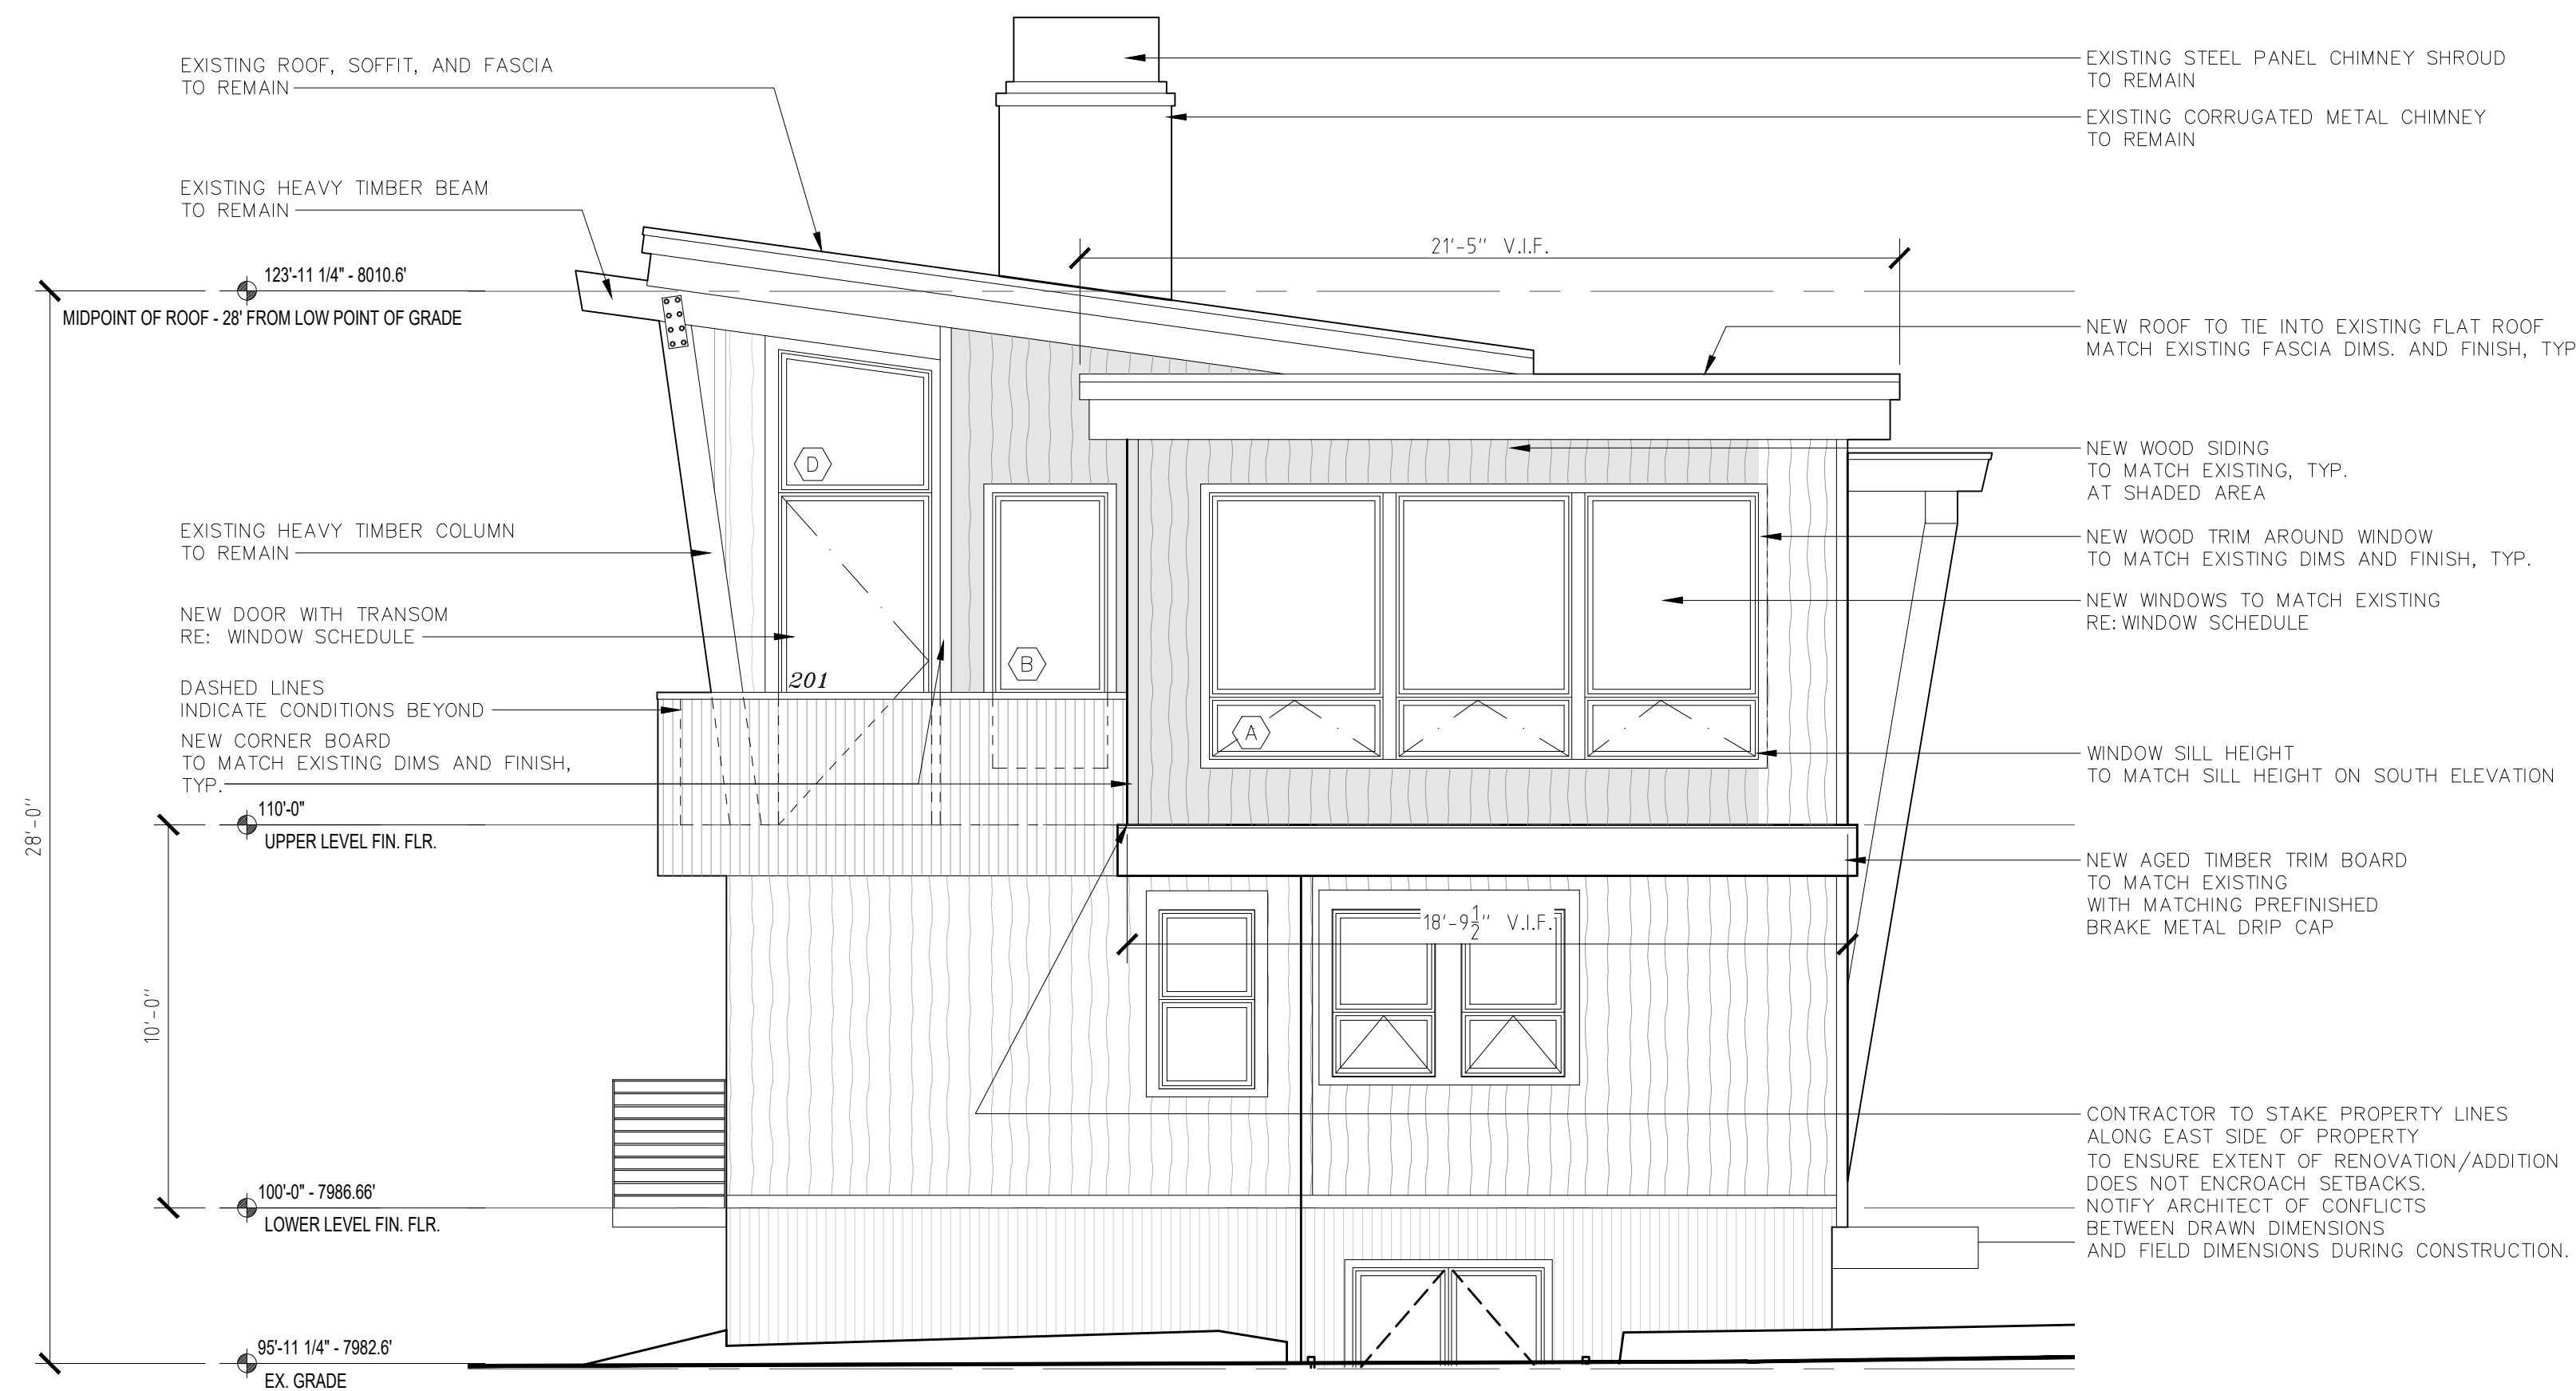 EXISTING ROOF, SOFFIT, AND FASCIA
TO REMAIN
EXISTING HEAVY TIMBER BEAM
TO REMAIN
123'-11 1/4" - 8010.6'
MIDPOINT OF ROOF - 28' FROM LOW POINT OF GRADE
EXISTING HEAVY TIMBER COLUMN
TO REMAIN
NEW DOOR WITH TRANSOM
RE: WINDOW SCHEDULE
DASHED LINES
INDICATE CONDITIONS BEYOND
NEW CORNER BOARD
TO MATCH EXISTING DIMS AND FINISH,
TYP.
110'-0"
UPPER LEVEL FIN. FLR.
28'-0"
10'-0"
100'-0" - 7986.66'
LOWER LEVEL FIN. FLR.
95'-11 1/4" - 7982.6'
EX. GRADE
21'-5" V.I.F.
D
B
201
A
18'-9 1/2" V.I.F.
EXISTING STEEL PANEL CHIMNEY SHROUD
TO REMAIN
EXISTING CORRUGATED METAL CHIMNEY
TO REMAIN
NEW ROOF TO TIE INTO EXISTING FLAT ROOF
MATCH EXISTING FASCIA DIMS. AND FINISH, TYP
NEW WOOD SIDING
TO MATCH EXISTING, TYP.
AT SHADED AREA
NEW WOOD TRIM AROUND WINDOW
TO MATCH EXISTING DIMS AND FINISH, TYP.
NEW WINDOWS TO MATCH EXISTING
RE: WINDOW SCHEDULE
WINDOW SILL HEIGHT
TO MATCH SILL HEIGHT ON SOUTH ELEVATION
NEW AGED TIMBER TRIM BOARD
TO MATCH EXISTING
WITH MATCHING PREFINISHED
BRAKE METAL DRIP CAP
CONTRACTOR TO STAKE PROPERTY LINES
ALONG EAST SIDE OF PROPERTY
TO ENSURE EXTENT OF RENOVATION/ADDITION
DOES NOT ENCROACH SETBACKS.
NOTIFY ARCHITECT OF CONFLICTS
BETWEEN DRAWN DIMENSIONS
AND FIELD DIMENSIONS DURING CONSTRUCTION.